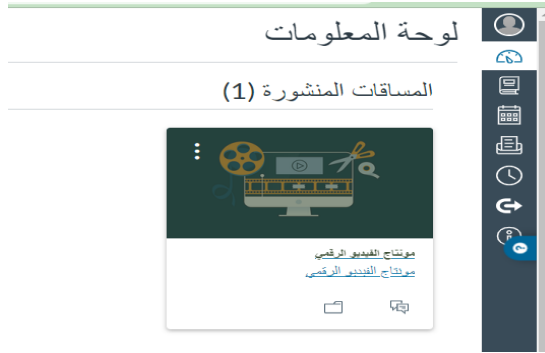 لوحة المعلومات
المساقات المنشورة (1)
مونتاج الفيديو الرقمي
مونتاج الفيديو الرقمي